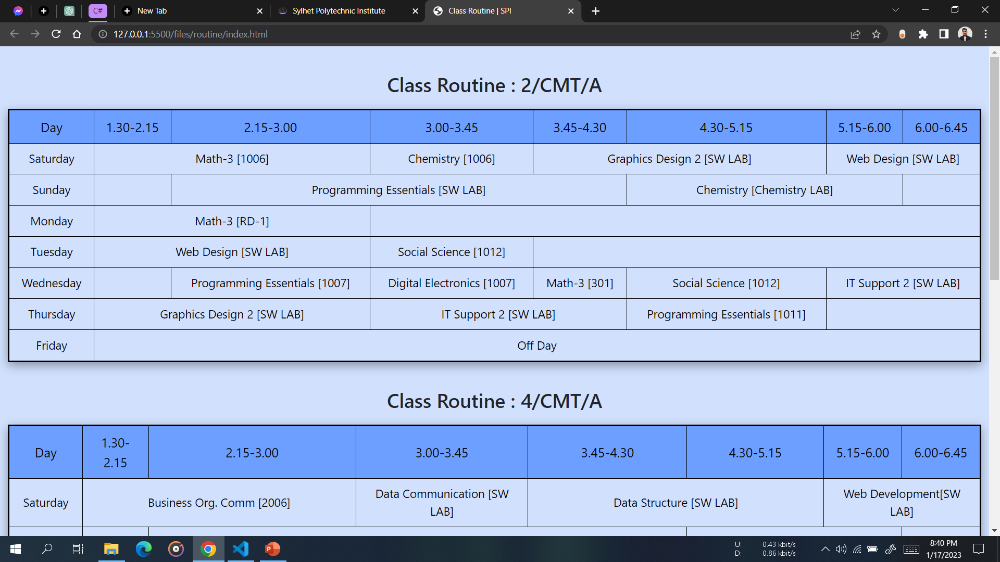 C#
New Tab
Sylhet Polytechnic Institute
Class Routine | SPI
127.0.0.1:5500/files/routine/index.html
Class Routine : 2/CMT/A
Day 1.30-2.15 2.15-3.00 3.00-3.45 3.45-4.30 4.30-5.15 5.15-6.00 6.00-6.45
Saturday Math-3 [1006] Chemistry [1006] Graphics Design 2 [SW LAB] Web Design [SW LAB]
Sunday Programming Essentials [SW LAB] Chemistry [Chemistry LAB]
Monday Math-3 [RD-1]
Tuesday Web Design [SW LAB] Social Science [1012]
Wednesday Programming Essentials [1007] Digital Electronics [1007] Math-3 [301] Social Science [1012] IT Support 2 [SW LAB]
Thursday Graphics Design 2 [SW LAB] IT Support 2 [SW LAB] Programming Essentials [1011]
Friday Off Day
Class Routine : 4/CMT/A
Day 1.30-
2.15 2.15-3.00 3.00-3.45 3.45-4.30 4.30-5.15 5.15-6.00 6.00-6.45
Saturday Business Org. Comm [2006] Data Communication [SW
LAB] Data Structure [SW LAB] Web Development[SW
LAB]
U: 0.43 kbit/s
D: 0.86 kbit/s
8:40 PM
1/17/2023